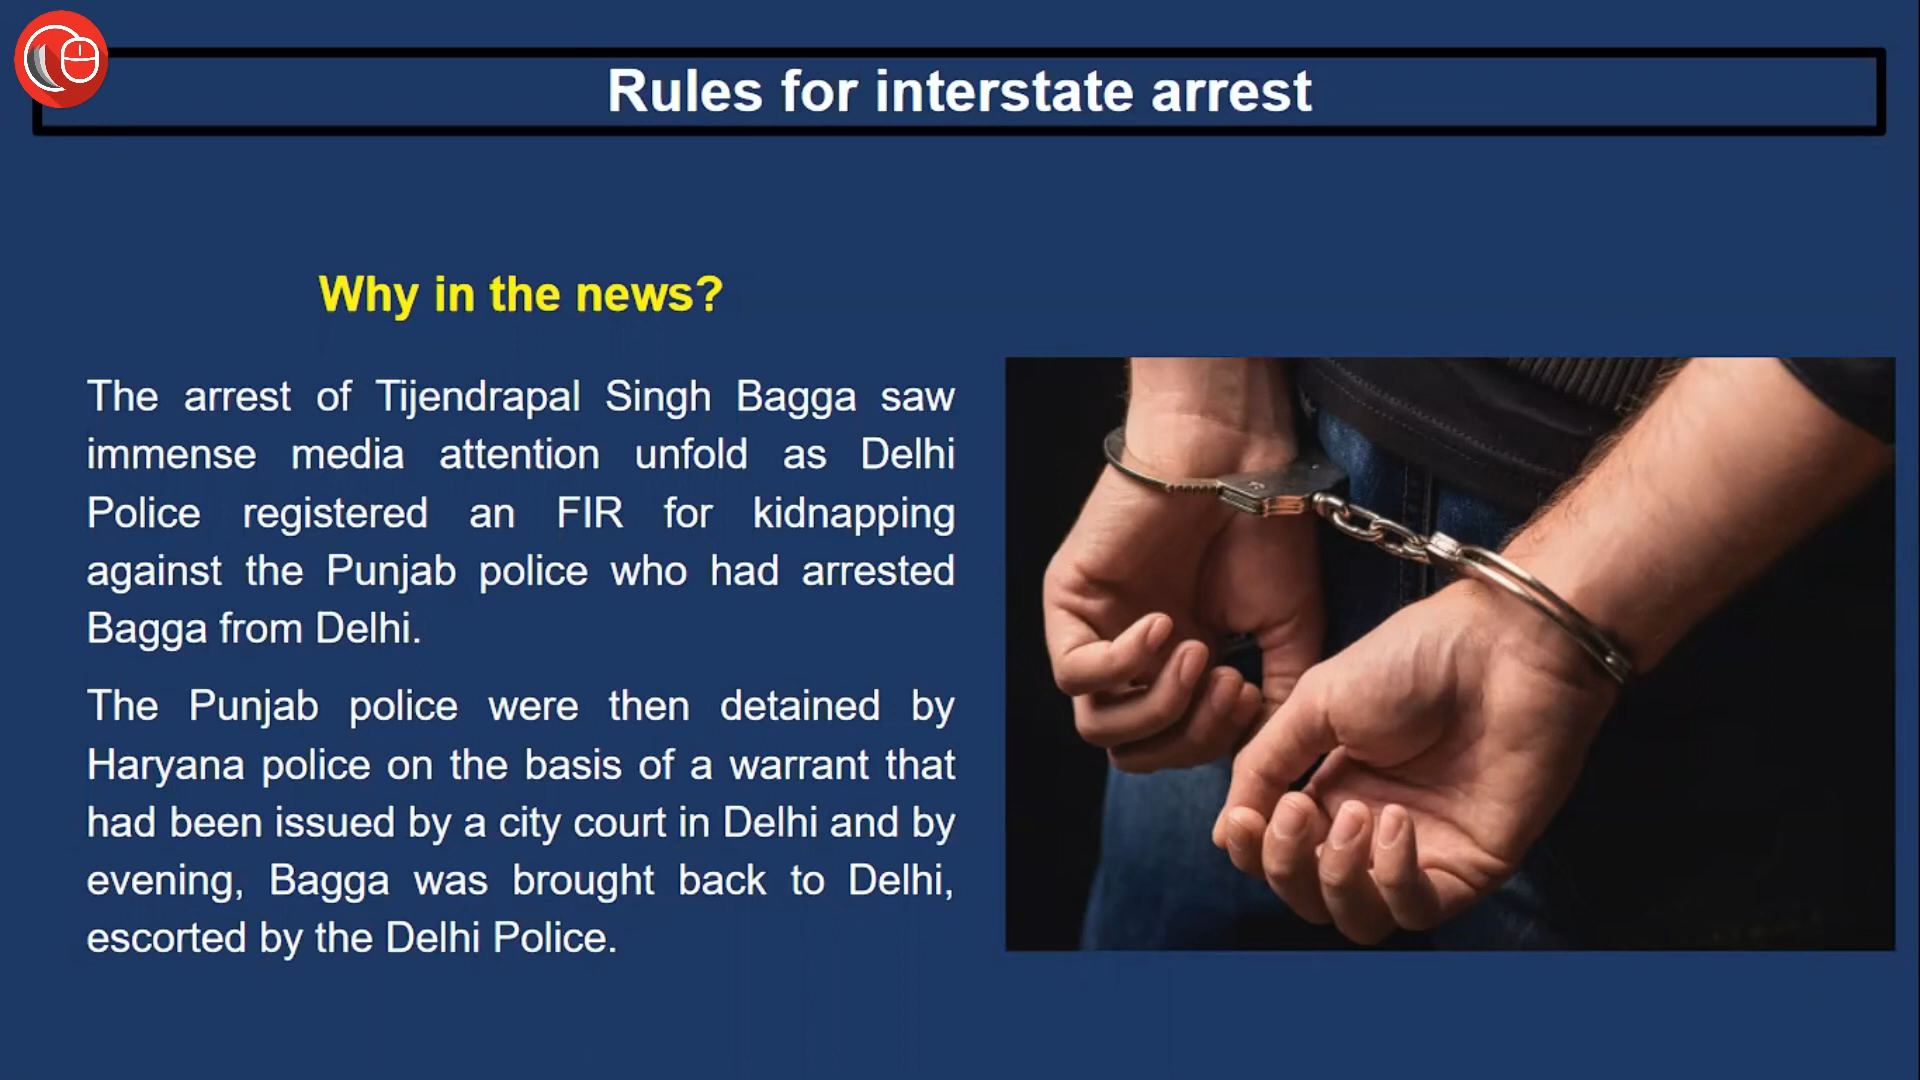 Rules for interstate arrest
Why in the news?
The arrest of Tijendrapal Singh Bagga saw
immense media attention unfold as Delhi
Police registered an FIR for kidnapping
against the Punjab police who had arrested
Bagga from Delhi.
The Punjab police were then detained by
Haryana police on the basis of a warrant that
had been issued by a city court in Delhi and by
evening, Bagga was brought back to Delhi,
escorted by the Delhi Police.